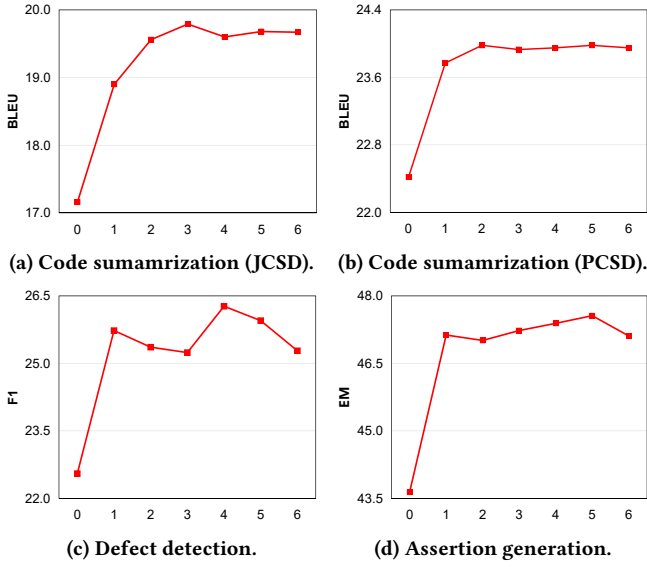 20.0 24.4
19.0 23.6
BLEU BLEU
18.0 22.8
17.0 22.0
0 1 2 3 4 5 6 0 1 2 3 4 5 6
(a) Code sumamrization (JCSD). (b) Code sumamrization (PCSD).
26.5 48.0
25.0 46.5
F1 EM
23.5 45.0
22.0 43.5
0 1 2 3 4 5 6 0 1 2 3 4 5 6
(c) Defect detection. (d) Assertion generation.